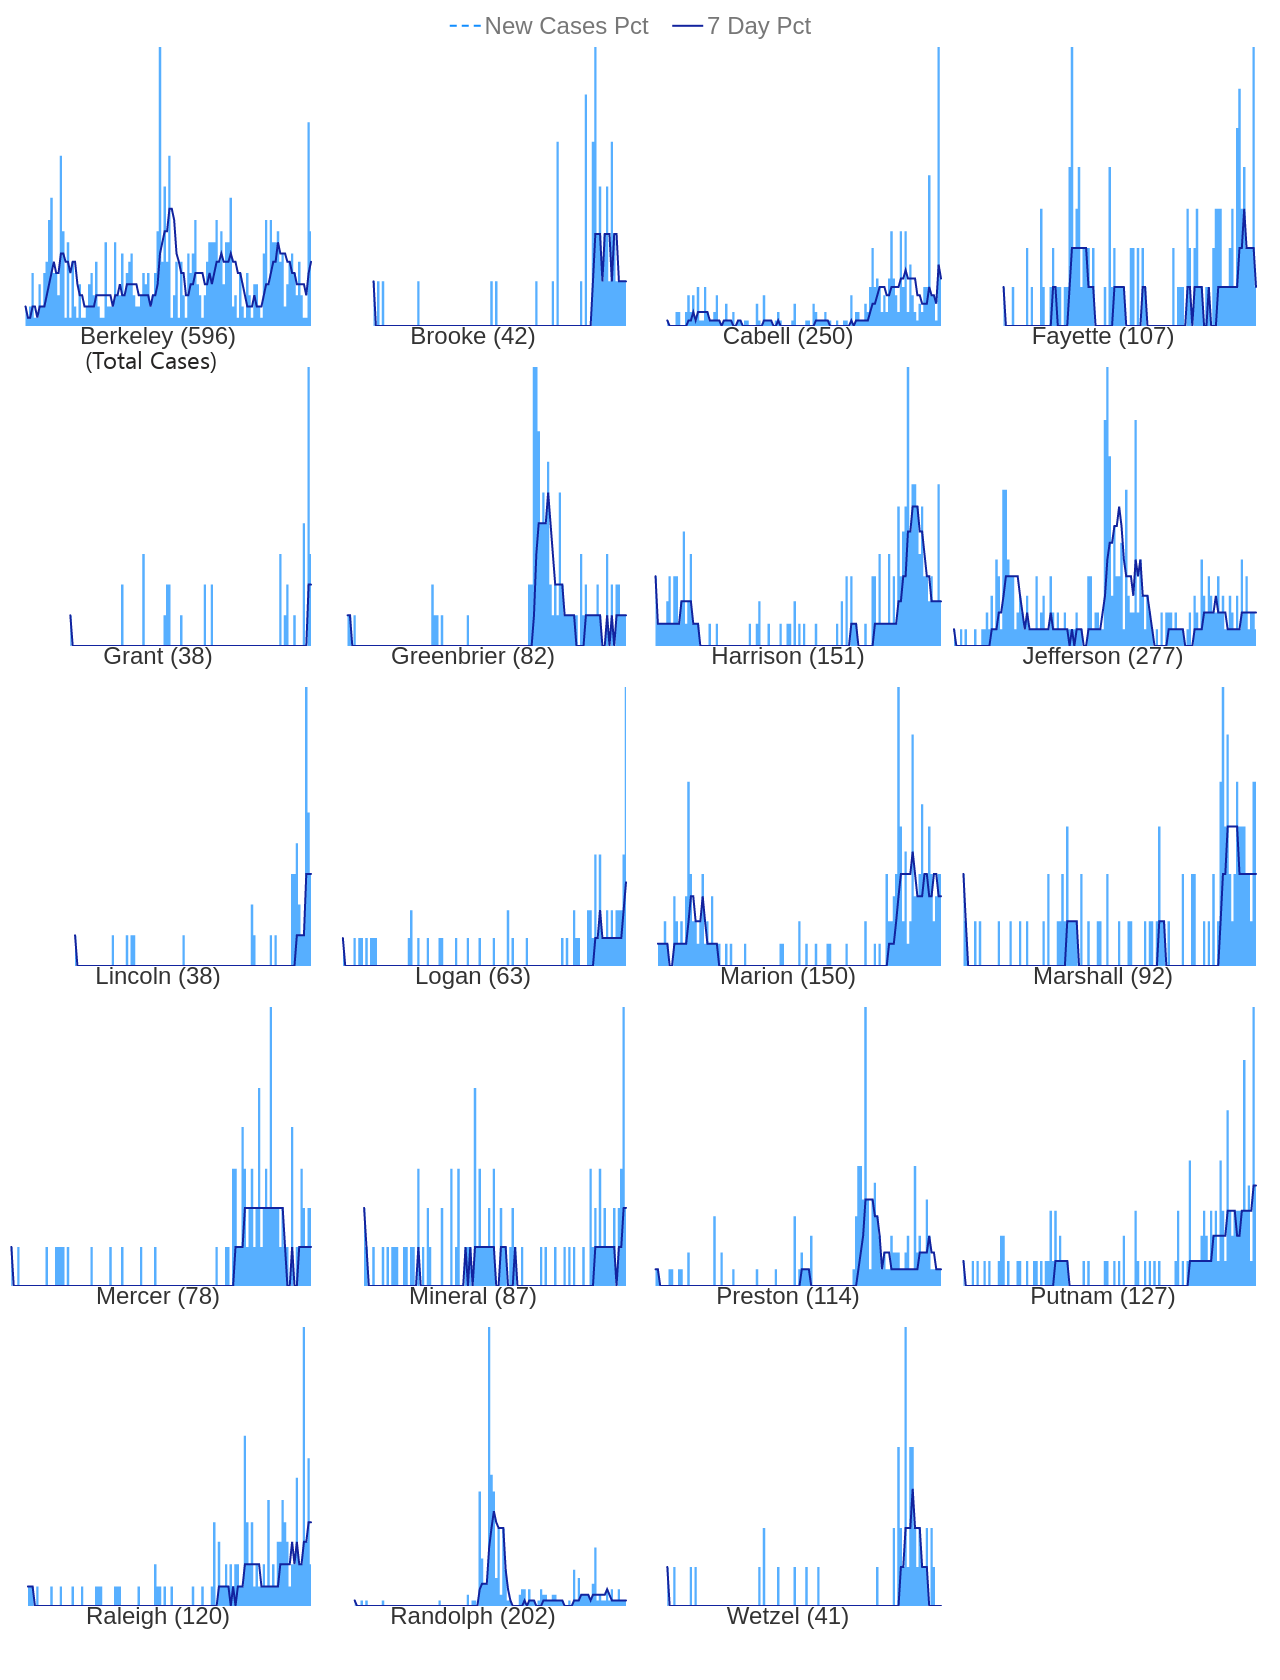 New Cases Pct 7 Day Pct
Berkeley (596) Brooke (42) Cabell (250) Fayette (107)
(Total Cases)
Grant (38) Greenbrier (82) Harrison (151) Jefferson (277)
Lincoln (38) Logan (63) Marion (150) Marshall (92)
Mercer (78) Mineral (87) Preston (114) Putnam (127)
Raleigh (120) Randolph (202) Wetzel (41)